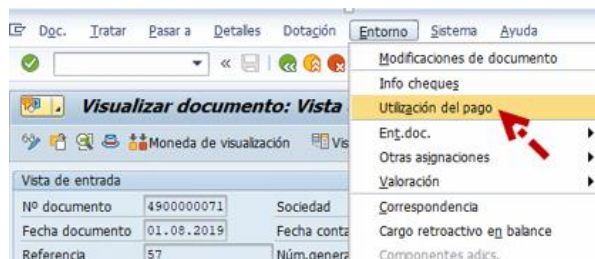 Doc. Tratar Pasar a Detalles Dotación Entorno Sistema Ayuda
Modificaciones de documento
Info cheques
Visualizar documento: Vista
Utilización del pago
Ent.doc.
Moneda de visualización Vis
Otras asignaciones
Vista de entrada
Valoración
Nº documento 4900000071 Sociedad
Correspondencia
Fecha documento 01.08.2019 Fecha conta
Cargo retroactivo en balance
Referencia 57 Núm.genera
Componentes adics.